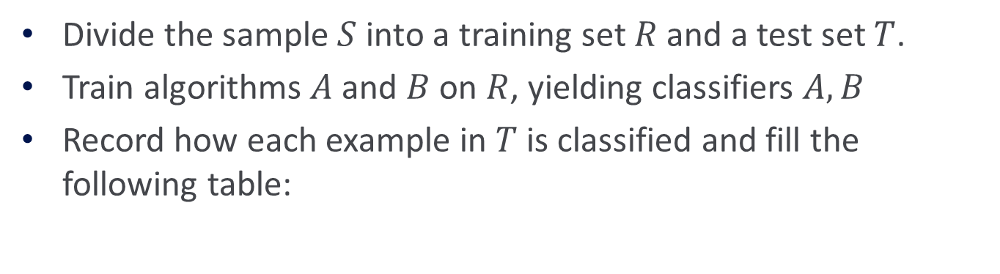 • Divide the sample S into a training set R and a test set T.
• Train algorithms A and B on R, yielding classifiers A, B
• Record how each example in T is classified and fill the
following table: